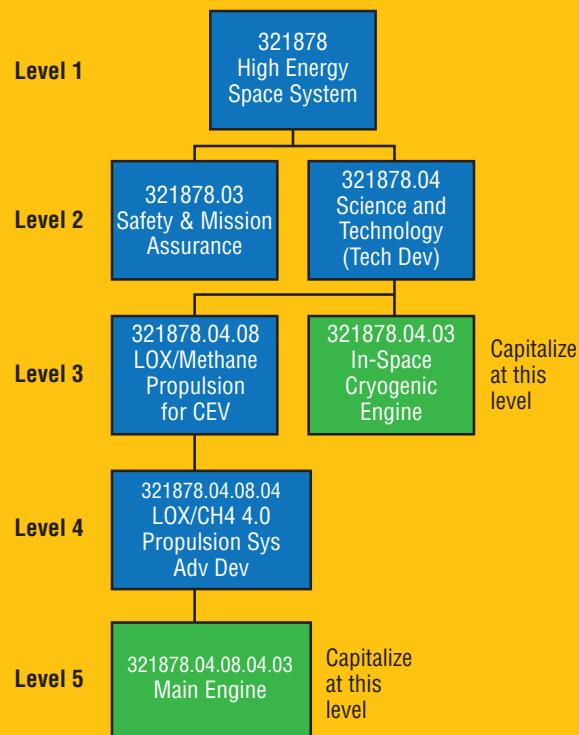 Level 1
321878
High Energy
Space System
Level 2
321878.03
Safety & Mission
Assurance
321878.04
Science and
Technology
(Tech Dev)
Level 3
321878.04.08
LOX/Methane
Propulsion
for CEV
321878.04.03
In-Space
Cryogenic
Engine
Capitalize
at this
level
Level 4
321878.04.08.04
LOX/CH4 4.0
Propulsion Sys
Adv Dev
Level 5
321878.04.08.04.03
Main Engine
Capitalize
at this
level